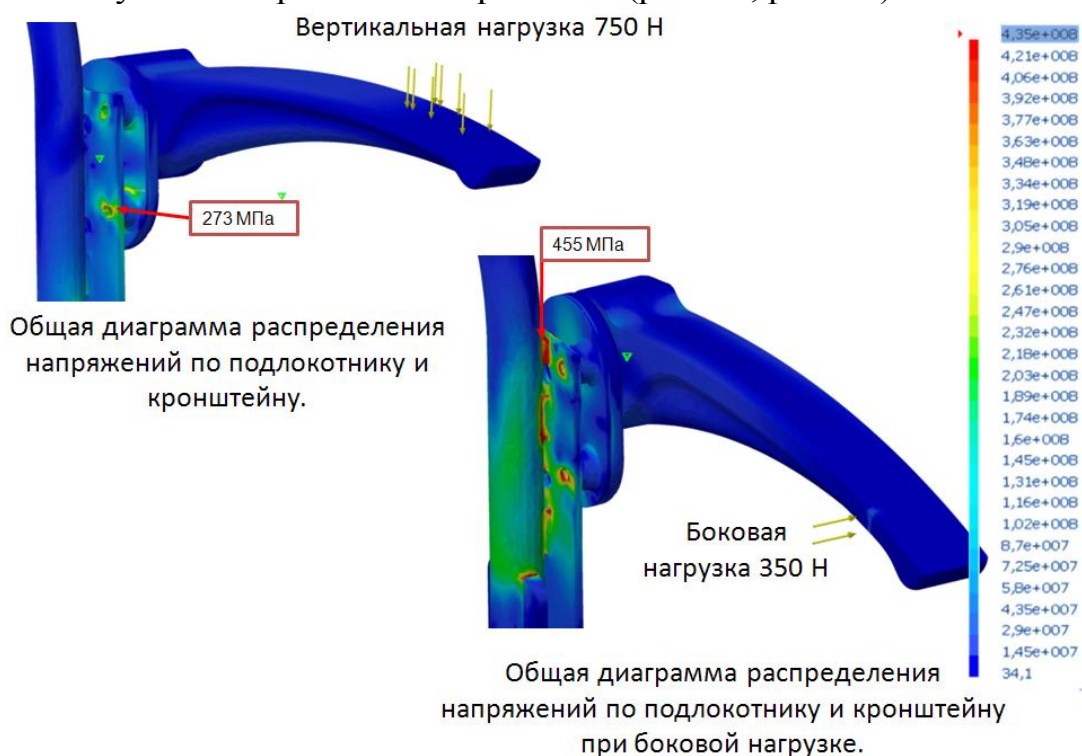 Вертикальная нагрузка 750 Н
273 МПа
Общая диаграмма распределения
напряжений по подлокотнику и
кронштейну.
455 МПа
Боковая
нагрузка 350 Н
Общая диаграмма распределения
напряжений по подлокотнику и кронштейну
при боковой нагрузке.
4,35e+008
4,21e+008
4,06e+008
3,92e+008
3,77e+008
3,63e+008
3,48e+008
3,34e+008
3,19e+008
3,05e+008
2,9e+008
2,76e+008
2,61e+008
2,47e+008
2,32e+008
2,18e+008
2,03e+008
1,89e+008
1,74e+008
1,6e+008
1,45e+008
1,31e+008
1,16e+008
1,02e+008
8,7e+007
7,25e+007
5,8e+007
4,35e+007
2,9e+007
1,45e+007
34,1